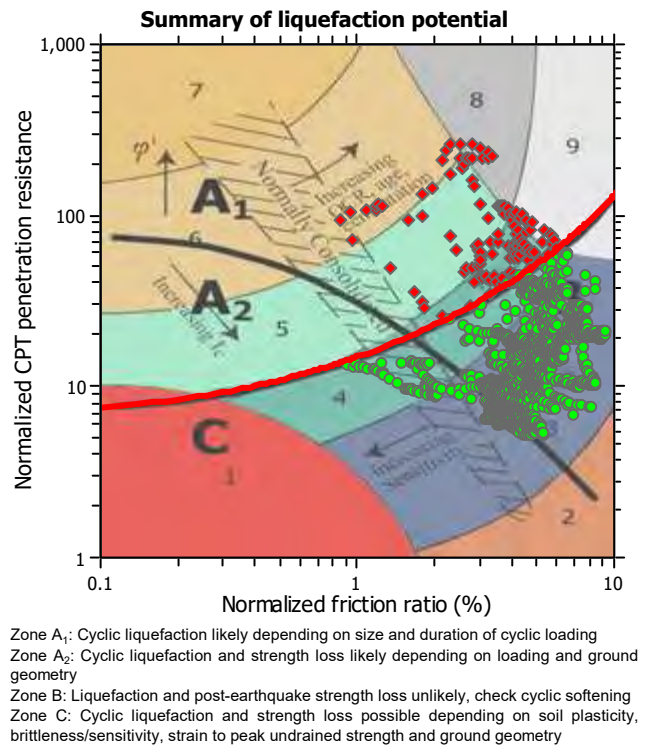 Summary of liquefaction potential
1,000
7
8
9
φ'
Increasing
OCR, age,
cementation
Normally Consolidated
A1
100
6
A2
Increasing fc
5
10
4
C
1
Increasing
Sensitivity
3
2
1
0.1
1
10
Normalized CPT penetration resistance
Normalized friction ratio (%)
Zone A1: Cyclic liquefaction likely depending on size and duration of cyclic loading
Zone A2: Cyclic liquefaction and strength loss likely depending on loading and ground
geometry
Zone B: Liquefaction and post-earthquake strength loss unlikely, check cyclic softening
Zone C: Cyclic liquefaction and strength loss possible depending on soil plasticity,
brittleness/sensitivity, strain to peak undrained strength and ground geometry